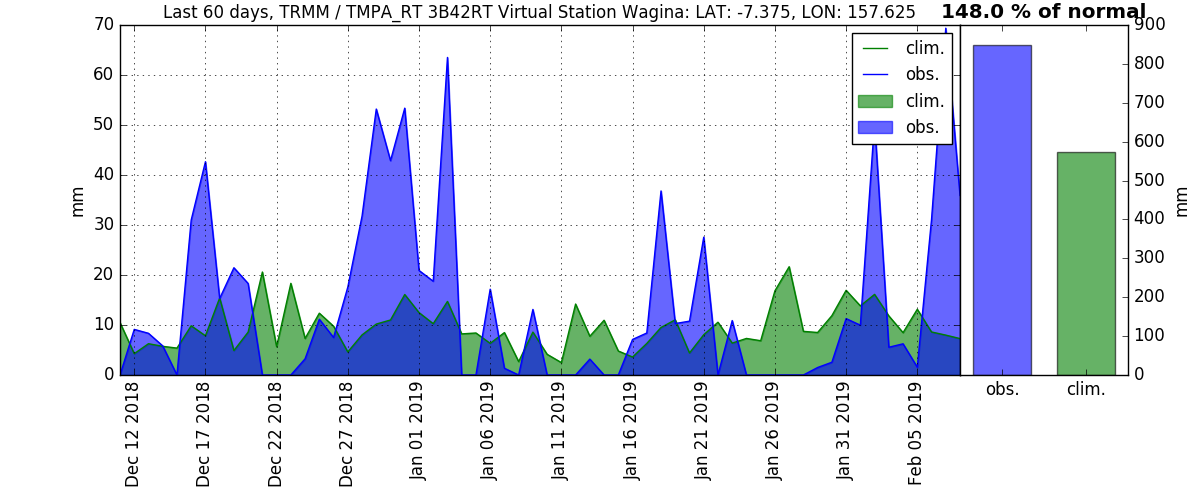 Last 60 days, TRMM / TMPA_RT 3B42RT Virtual Station Wagina: LAT: -7.375, LON: 157.625
148.0 % of normal
70
60
50
40
30
20
10
0
mm
clim.
obs.
clim.
obs.
900
800
700
600
500
400
300
200
100
0
mm
Dec 12 2018
Dec 17 2018
Dec 22 2018
Dec 27 2018
Jan 01 2019
Jan 06 2019
Jan 11 2019
Jan 16 2019
Jan 21 2019
Jan 26 2019
Jan 31 2019
Feb 05 2019
obs.
clim.